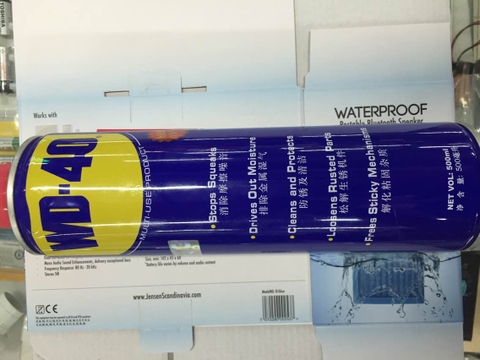 WD-40
MULTI-USE PRODUCT
• Stops Squeaks
消除摩擦噪音
• Drives Out Moisture
排除金属湿气
• Cleans and Protects
防锈及清洁
• Loosens Rusted Parts
松解生锈机件
• Frees Sticky Mechanisms
解化粘固杂质
NET VOL: 500ml
净含量: 500毫升
Works with
WATERPROOF
Portable Bluetooth Speaker
Frequency Response: 80 Hz - 20 kHz
www.JensenScandinavia.com
CE
TOSHIBA